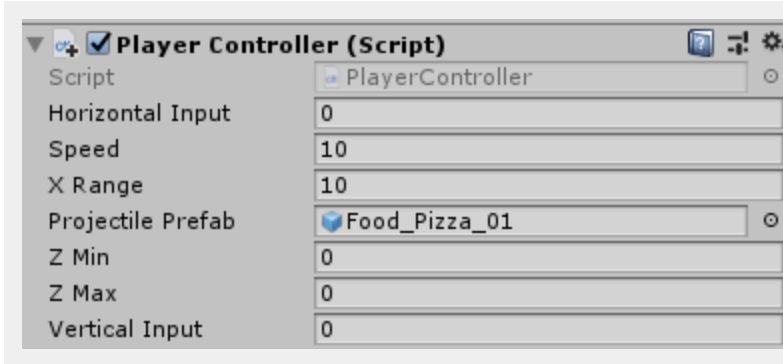 Player Controller (Script)
Script PlayerController
Horizontal Input 0
Speed 10
X Range 10
Projectile Prefab Food_Pizza_01
Z Min 0
Z Max 0
Vertical Input 0